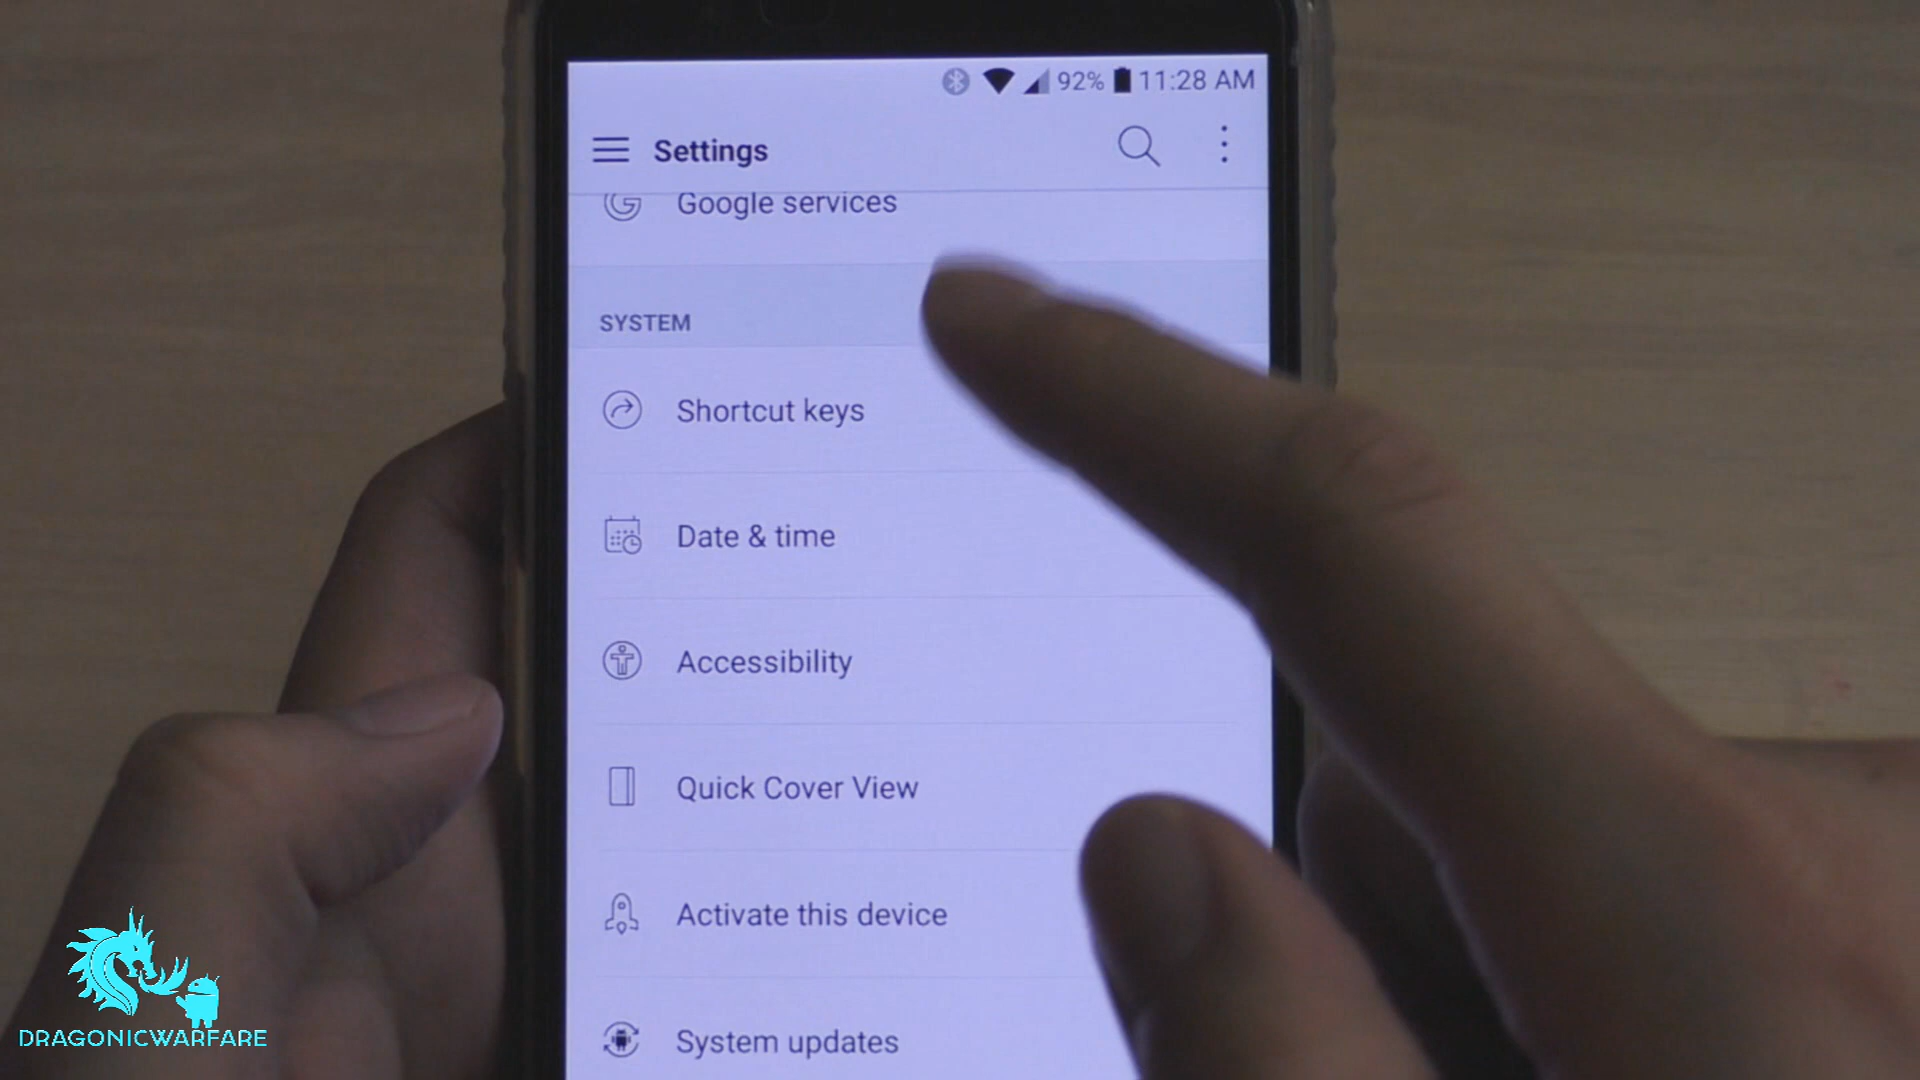 92% 11:28 AM
Settings
Google services
SYSTEM
Shortcut keys
Date & time
Accessibility
Quick Cover View
Activate this device
System updates
DRAGONICWARFARE